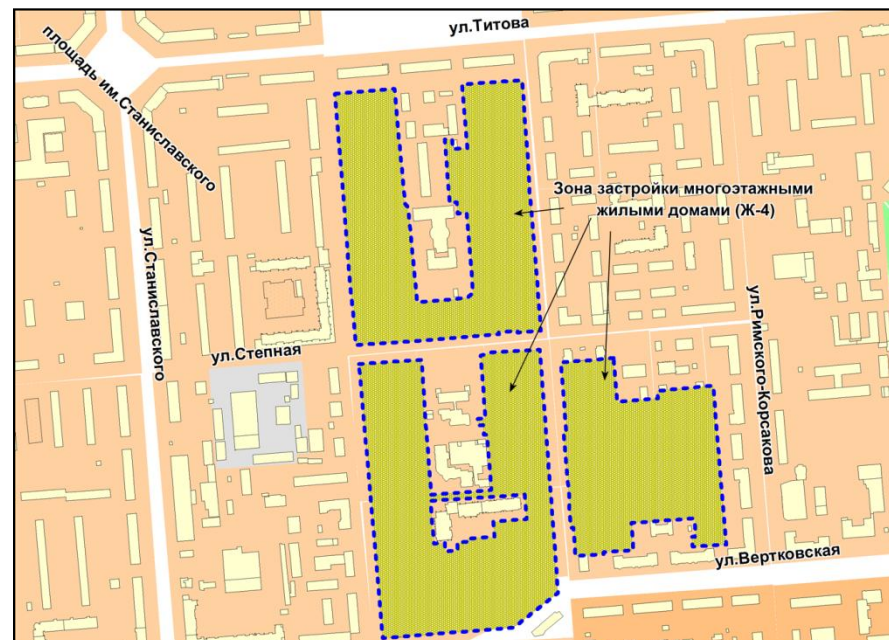 ул.Титова
площадь им.Станиславского
Зона застройки многоэтажными
жилыми домами (Ж-4)
ул.Станиславского
ул.Степная
ул.Римского-Корсакова
ул.Вертковская